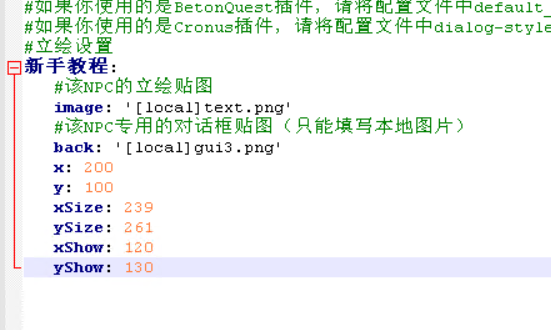 #如果你使用的是BetonQuest插件，请将配置文件中default_
#如果你使用的是Cronus插件，请将配置文件中dialog-style
#立绘设置
新手教程:
#该NPC的立绘贴图
image: '[local]text.png'
#该NPC专用的对话框贴图（只能填写本地图片）
back: '[local]gui3.png'
x: 200
y: 100
xSize: 239
ySize: 261
xShow: 120
yShow: 130